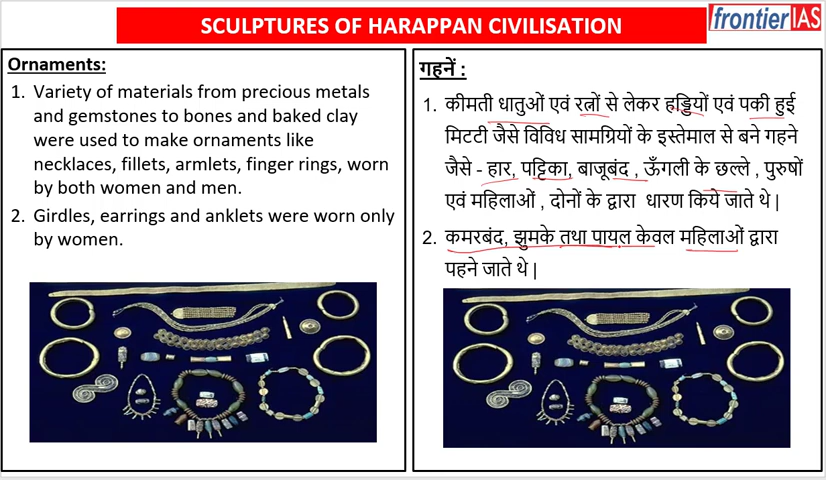 SCULPTURES OF HARAPPAN CIVILISATION
frontier IAS
Ornaments:
1. Variety of materials from precious metals
and gemstones to bones and baked clay
were used to make ornaments like
necklaces, fillets, armlets, finger rings, worn
by both women and men.
2. Girdles, earrings and anklets were worn only
by women.
गहनें :
1. कीमती धातुओं एवं रत्नों से लेकर हड्डियों एवं पकी हुई
मिटटी जैसे विविध सामग्रियों के इस्तेमाल से बने गहने
जैसे - हार, पट्टिका, बाजूबंद , ऊँगली के छल्ले , पुरुषों
एवं महिलाओं , दोनों के द्वारा धारण किये जाते थे |
2. कमरबंद, झुमके तथा पायल केवल महिलाओं द्वारा
पहने जाते थे |